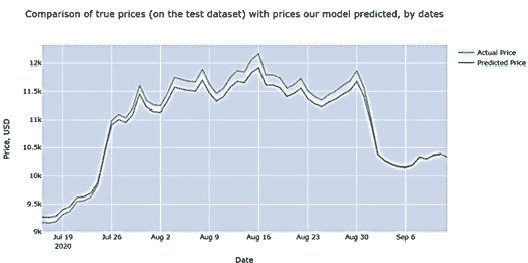 Comparison of true prices (on the test dataset) with prices our model predicted, by dates
Actual Price
Predicted Price
12k
11.5k
11k
10.5k
10k
9.5k
9k
Price, USD
Jul 19
2020
Jul 26
Aug 2
Aug 9
Aug 16
Aug 23
Aug 30
Sep 6
Date